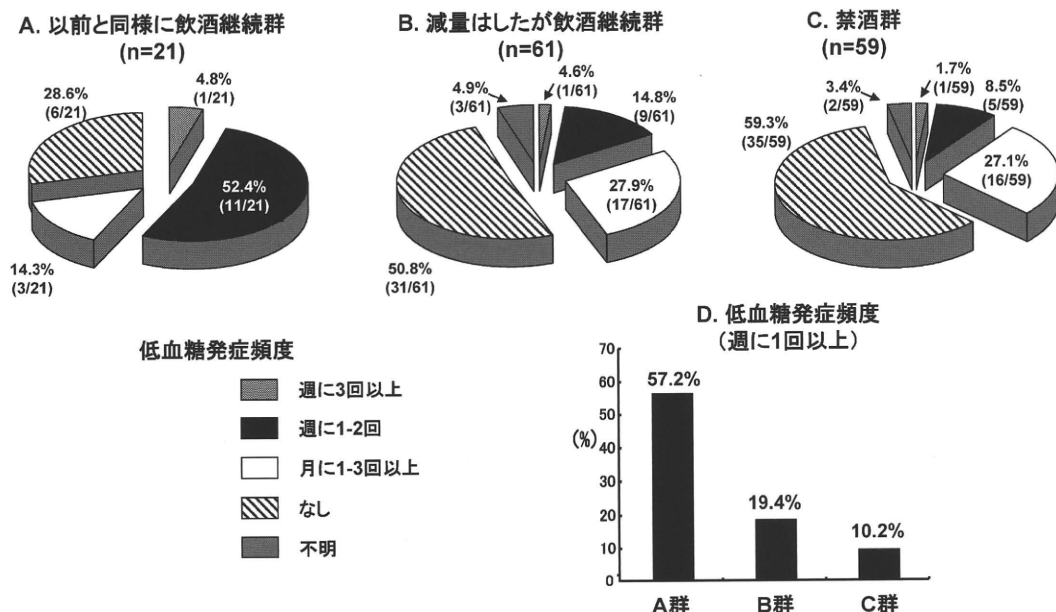 A. 以前と同様に飲酒継続群
(n=21)
4.8%
(1/21)
28.6%
(6/21)
52.4%
(11/21)
14.3%
(3/21)
B. 減量はしたが飲酒継続群
(n=61)
4.9%
(3/61)
4.6%
(1/61)
14.8%
(9/61)
27.9%
(17/61)
50.8%
(31/61)
C. 禁酒群
(n=59)
3.4%
(2/59)
1.7%
(1/59)
8.5%
(5/59)
59.3%
(35/59)
27.1%
(16/59)
低血糖発症頻度
週に3回以上
週に1-2回
月に1-3回以上
なし
不明
D. 低血糖発症頻度
(週に1回以上)
70
60
50
40
30
20
10
0
(%)
57.2%
19.4%
10.2%
A群
B群
C群